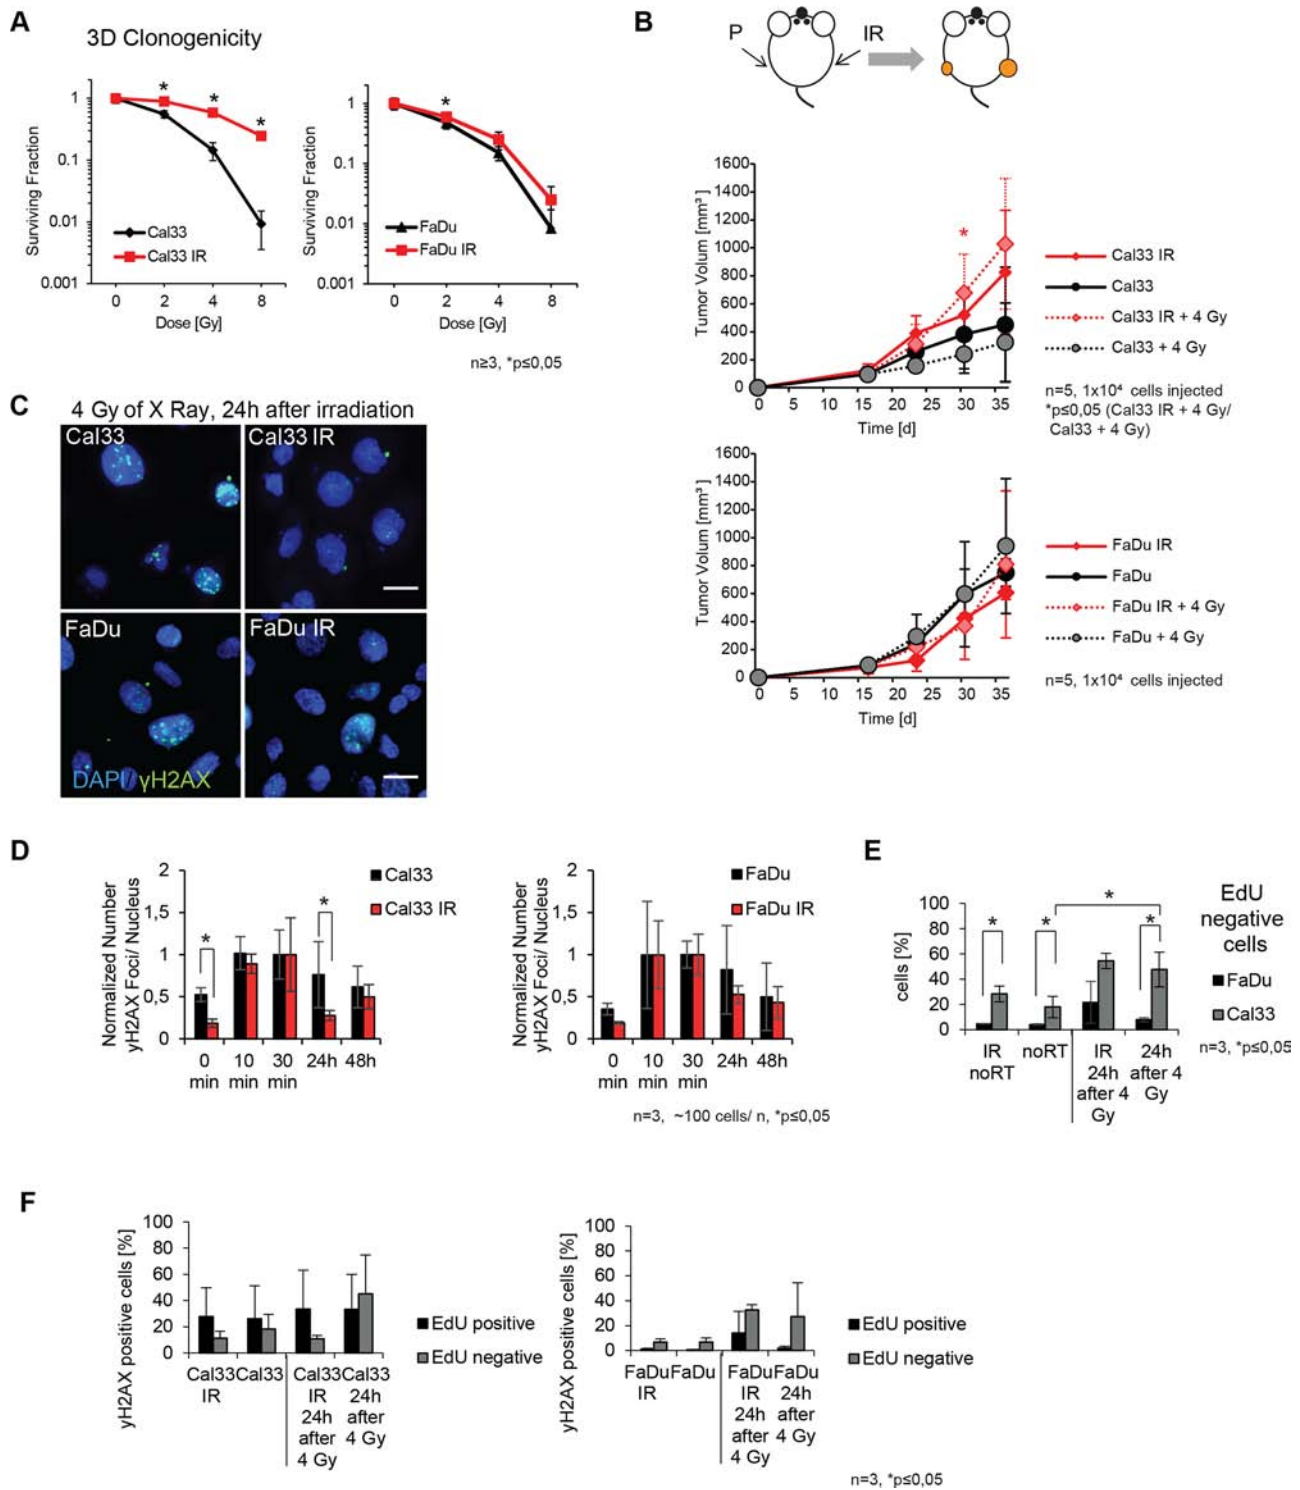 A
3D Clonogenicity
Surviving Fraction
1
0.1
0.01
0.001
0
2
4
8
Dose [Gy]
*
*
*
Cal33
Cal33 IR
Surviving Fraction
1
0.1
0.01
0.001
0
2
4
8
Dose [Gy]
*
FaDu
FaDu IR
n≥3, *p≤0,05
B
P
IR
Tumor Volum [mm³]
1600
1400
1200
1000
800
600
400
200
0
0 5 10 15 20 25 30 35
Time [d]
*
Cal33 IR
Cal33
Cal33 IR + 4 Gy
Cal33 + 4 Gy
n=5, 1x10⁴ cells injected
*p≤0,05 (Cal33 IR + 4 Gy/
Cal33 + 4 Gy)
Tumor Volum [mm³]
1600
1400
1200
1000
800
600
400
200
0
0 5 10 15 20 25 30 35
Time [d]
FaDu IR
FaDu
FaDu IR + 4 Gy
FaDu + 4 Gy
n=5, 1x10⁴ cells injected
C
4 Gy of X Ray, 24h after irradiation
Cal33
Cal33 IR
FaDu
FaDu IR
DAPI/ γH2AX
D
Normalized Number
yH2AX Foci/ Nucleus
2
1,5
1
0,5
0
*
*
Cal33
Cal33 IR
0 10 30 24h 48h
min min min
Normalized Number
yH2AX Foci/ Nucleus
2
1,5
1
0,5
0
FaDu
FaDu IR
0 10 30 24h 48h
min min min
n=3, ~100 cells/ n, *p≤0,05
E
cells [%]
100
80
60
40
20
0
*
*
*
*
IR
noRT
noRT
IR
24h
after 4
Gy
24h
after 4
Gy
EdU
negative
cells
FaDu
Cal33
n=3, *p≤0,05
F
yH2AX positive cells [%]
100
80
60
40
20
0
Cal33
IR
Cal33
Cal33
IR
24h
after
4 Gy
Cal33
24h
after
4 Gy
EdU positive
EdU negative
yH2AX positive cells [%]
100
80
60
40
20
0
FaDu
IR
FaDu
FaDu
IR
24h
after
4 Gy
FaDu
24h
after
4 Gy
EdU positive
EdU negative
n=3, *p≤0,05